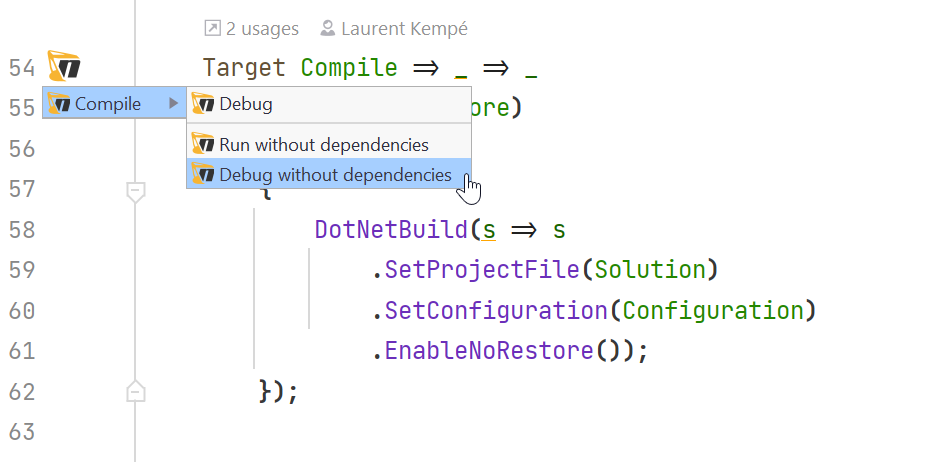 2 usages Laurent Kempé
54 Target Compile => _ => _
Compile Debug
55 ore)
56 Run without dependencies
Debug without dependencies
57 {
58 DotNetBuild(s => s
59 .SetProjectFile(Solution)
60 .SetConfiguration(Configuration)
61 .EnableNoRestore());
62 });
63